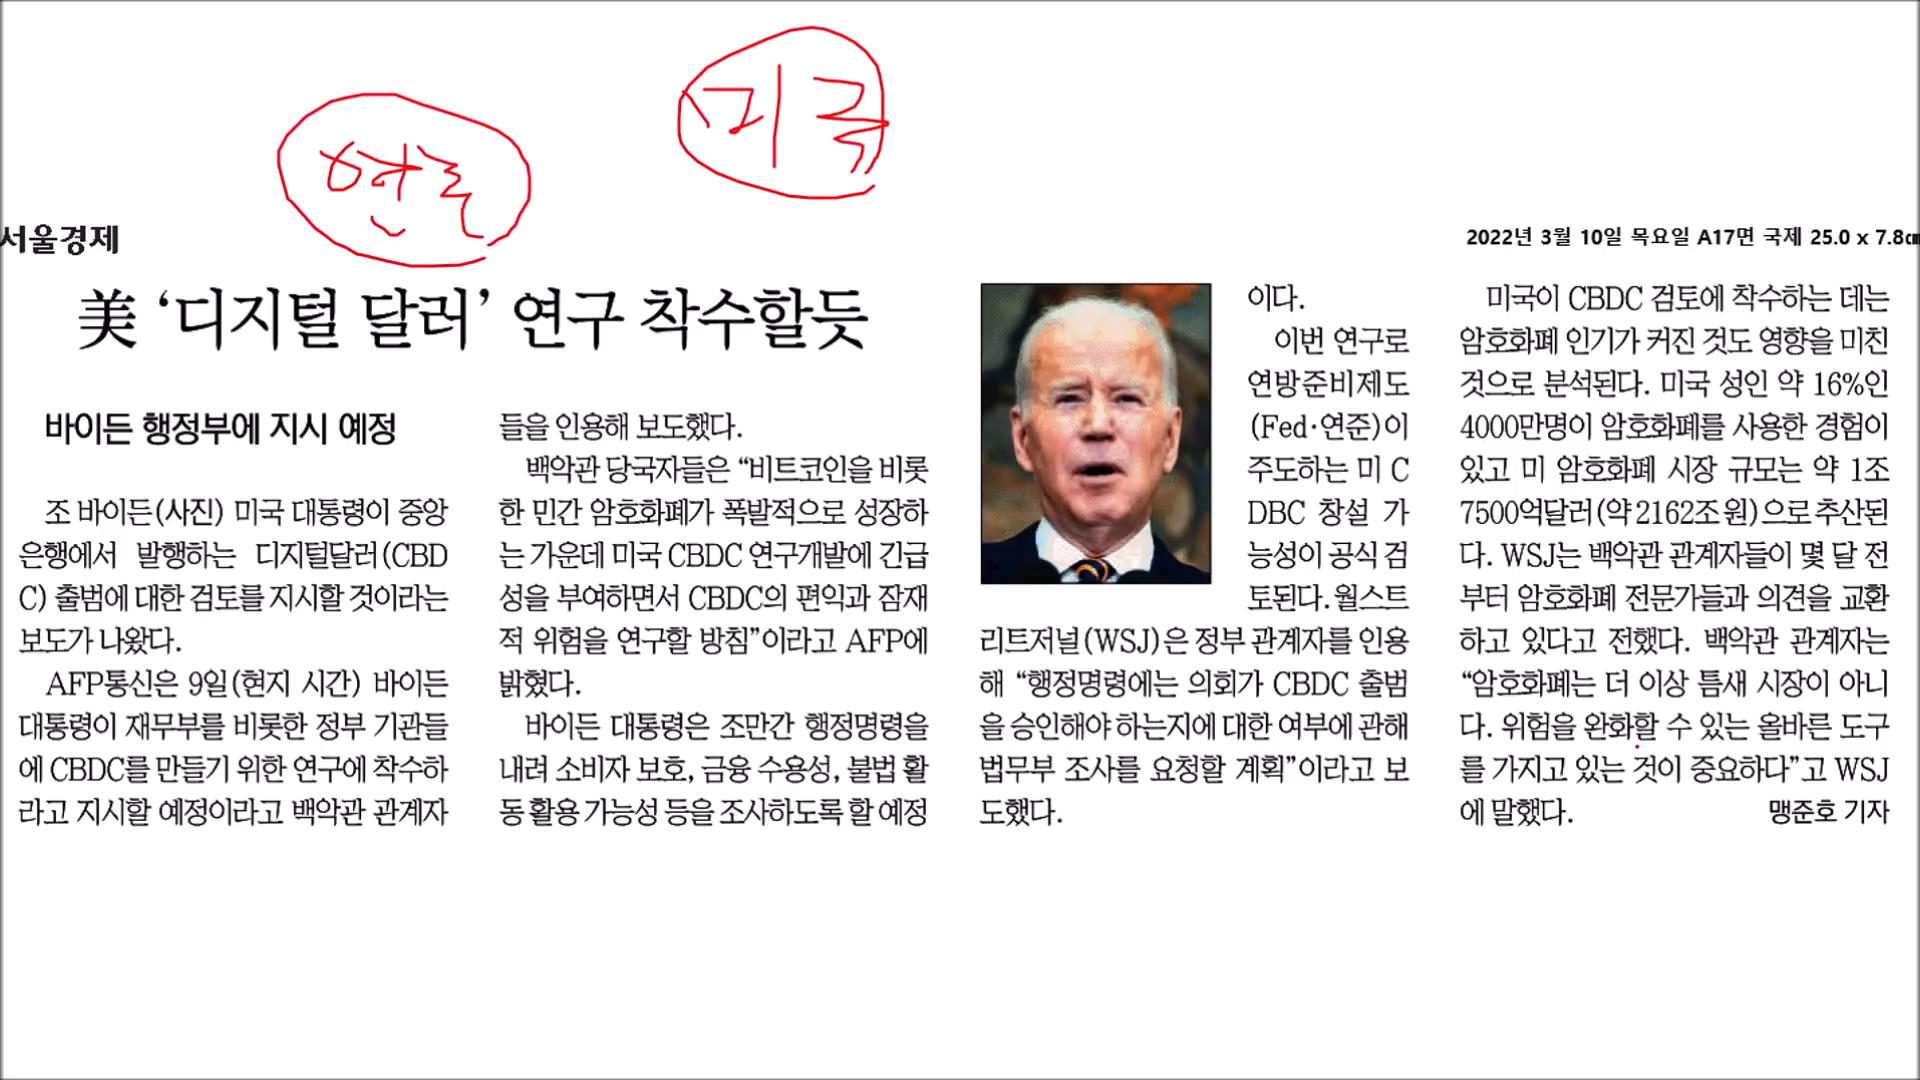 미국
서울경제
2022년 3월 10일 목요일 A17면 국제 25.0 x 7.8㎝
美 ‘디지털 달러’ 연구 착수할듯
바이든 행정부에 지시 예정
조 바이든(사진) 미국 대통령이 중앙
은행에서 발행하는 디지털달러(CBD
C) 출범에 대한 검토를 지시할 것이라는
보도가 나왔다.
AFP통신은 9일(현지 시간) 바이든
대통령이 재무부를 비롯한 정부 기관들
에 CBDC를 만들기 위한 연구에 착수하
라고 지시할 예정이라고 백악관 관계자
들을 인용해 보도했다.
백악관 당국자들은 “비트코인을 비롯
한 민간 암호화폐가 폭발적으로 성장하
는 가운데 미국 CBDC 연구개발에 긴급
성을 부여하면서 CBDC의 편익과 잠재
적 위험을 연구할 방침”이라고 AFP에
밝혔다.
바이든 대통령은 조만간 행정명령을
내려 소비자 보호, 금융 수용성, 불법 활
동 활용 가능성 등을 조사하도록 할 예정
이다.
이번 연구로
연방준비제도
(Fed·연준)이
주도하는 미 C
DBC 창설 가
능성이 공식 검
토된다. 월스트
리트저널(WSJ)은 정부 관계자를 인용
해 “행정명령에는 의회가 CBDC 출범
을 승인해야 하는지에 대한 여부에 관해
법무부 조사를 요청할 계획”이라고 보
도했다.
미국이 CBDC 검토에 착수하는 데는
암호화폐 인기가 커진 것도 영향을 미친
것으로 분석된다. 미국 성인 약 16%인
4000만명이 암호화폐를 사용한 경험이
있고 미 암호화폐 시장 규모는 약 1조
7500억달러(약 2162조 원)으로 추산된
다. WSJ는 백악관 관계자들이 몇 달 전
부터 암호화폐 전문가들과 의견을 교환
하고 있다고 전했다. 백악관 관계자는
“암호화폐는 더 이상 틈새 시장이 아니
다. 위험을 완화할 수 있는 올바른 도구
를 가지고 있는 것이 중요하다”고 WSJ
에 말했다.
맹준호 기자